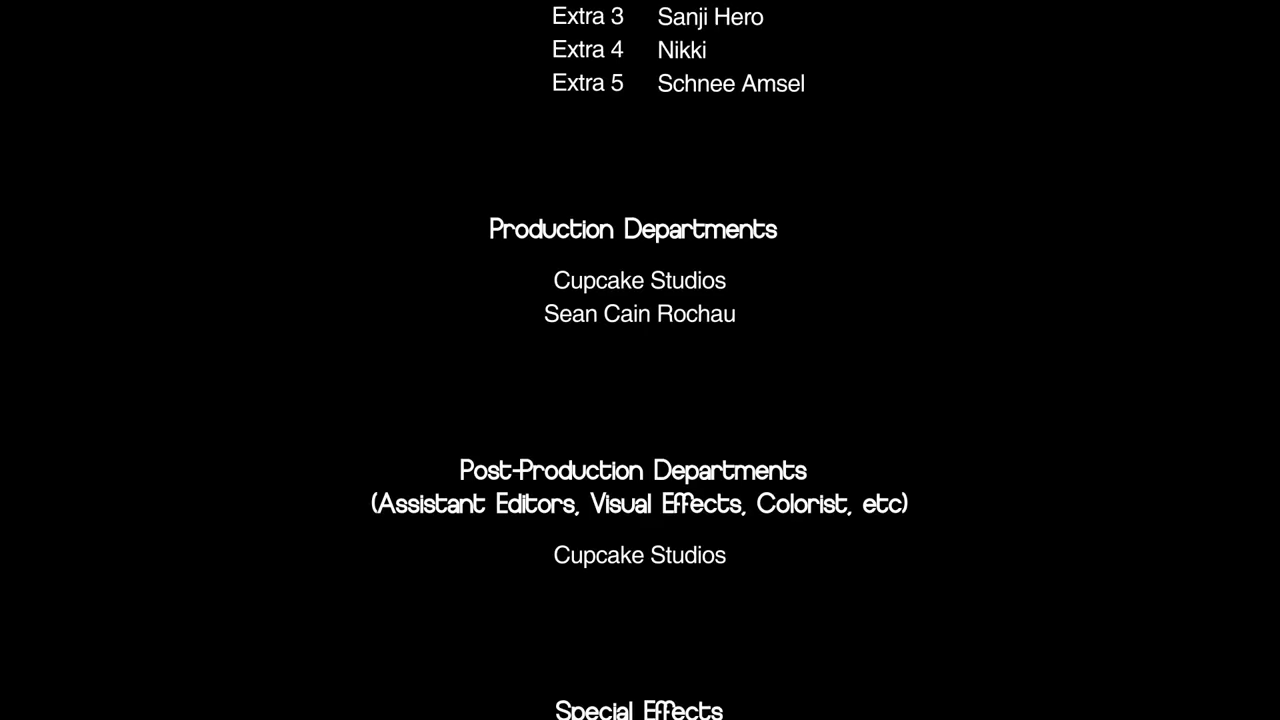 Extra 3 Sanji Hero
Extra 4 Nikki
Extra 5 Schnee Amsel
Production Departments
Cupcake Studios
Sean Cain Rochau
Post-Production Departments
(Assistant Editors, Visual Effects, Colorist, etc)
Cupcake Studios
Special Effects